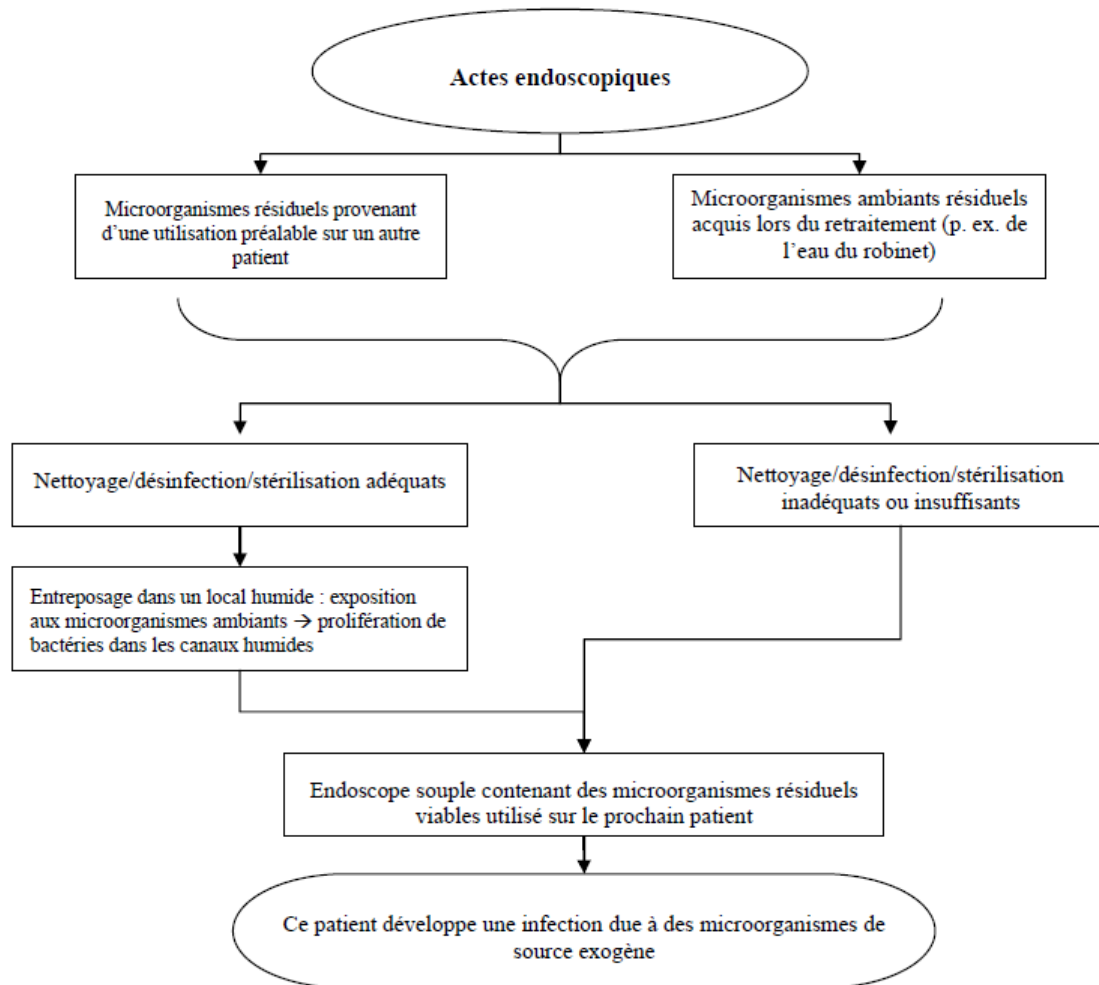 Actes endoscopiques
Microorganismes résiduels provenant
d’une utilisation préalable sur un autre
patient
Microorganismes ambiants résiduels
acquis lors du retraitement (p. ex. de
l’eau du robinet)
Nettoyage/désinfection/stérilisation adéquats
Nettoyage/désinfection/stérilisation
inadéquats ou insuffisants
Entreposage dans un local humide : exposition
aux microorganismes ambiants → prolifération de
bactéries dans les canaux humides
Endoscope souple contenant des microorganismes résiduels
viables utilisé sur le prochain patient
Ce patient développe une infection due à des microorganismes de
source exogène